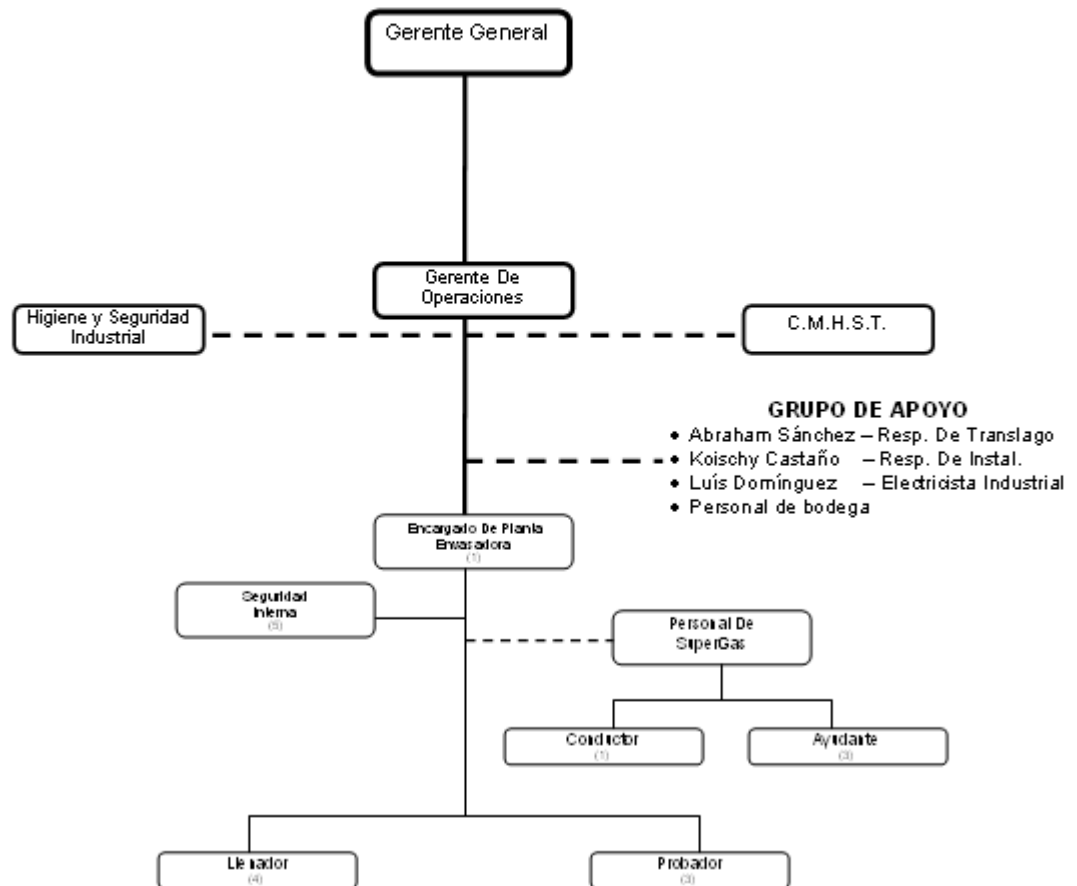 Gerente General
Gerente De
Operaciones
Higiene y Seguridad
Industrial
C.M.H.S.T.
GRUPO DE APOYO
• Abraham Sánchez – Resp. De Translago
• Koischy Castaño – Resp. De Instal.
• Luís Domínguez – Electricista Industrial
• Personal de bodega
Encargado De Planta
Envasadora
(1)
Seguridad
Interna
(5)
Personal De
SuperGas
Conductor
(1)
Ayudante
(3)
Llenador
(4)
Probador
(3)